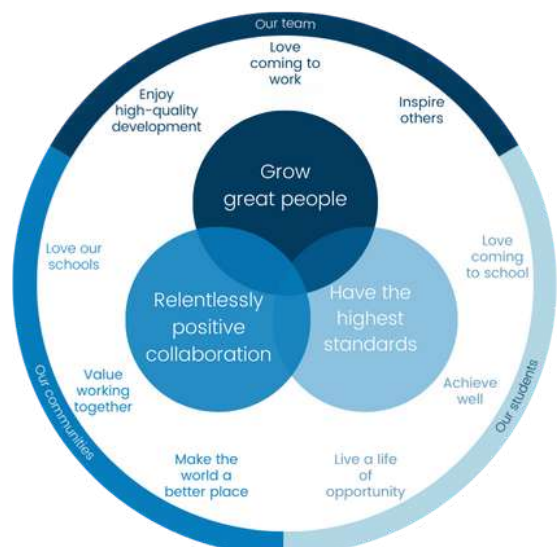 Our team
Love
coming to
work
Enjoy
high-quality
development
Inspire
others
Grow
great people
Love our
schools
Love
coming
to school
Relentlessly
positive
collaboration
Have the
highest
standards
Value
working
together
Achieve
well
Our communities
Our students
Make the
world a
better place
Live a life
of
opportunity